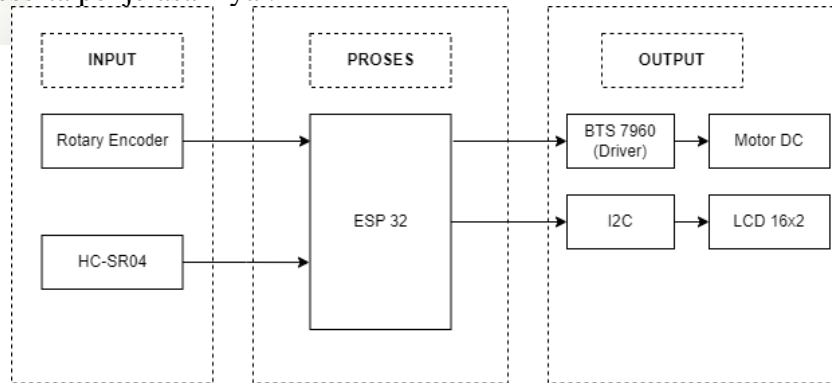 INPUT
PROSES
OUTPUT
Rotary Encoder
HC-SR04
ESP 32
BTS 7960
(Driver)
Motor DC
I2C
LCD 16x2